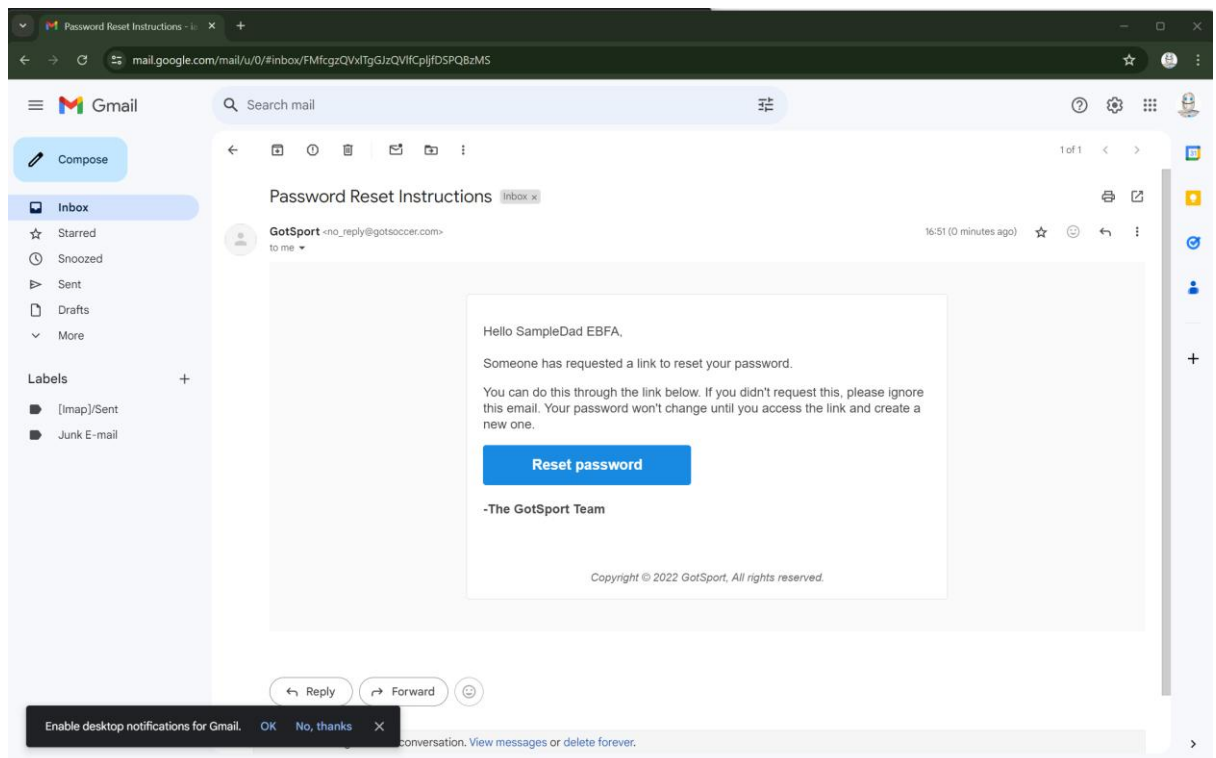 Password Reset Instructions - i
mail.google.com/mail/u/0/#inbox/FMfcgzQVxlTgGJzQVlfCpljfDSPQBzMS
Gmail
Search mail
Compose
1 of 1
31
Inbox
Starred
Snoozed
Sent
Drafts
More
Labels
[Imap]/Sent
Junk E-mail
Password Reset Instructions Inbox x
GotSport <no_reply@gotsoccer.com>
16:51 (0 minutes ago)
to me
Hello SampleDad EBFA,
Someone has requested a link to reset your password.
You can do this through the link below. If you didn't request this, please ignore
this email. Your password won't change until you access the link and create a
new one.
Reset password
-The GotSport Team
Copyright © 2022 GotSport, All rights reserved.
Reply
Forward
Enable desktop notifications for Gmail. OK No, thanks
conversation. View messages or delete forever.